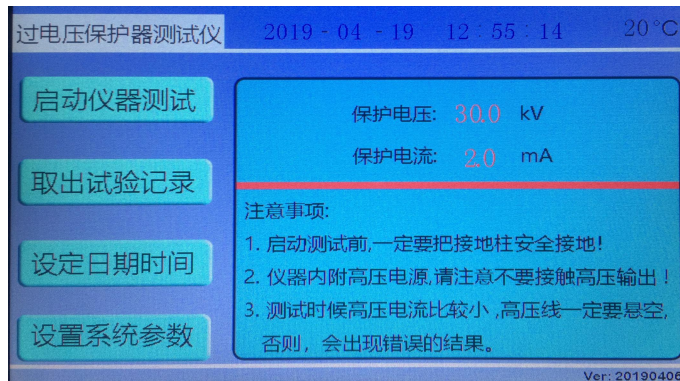 过电压保护器测试仪 2019-04-19 12:55:14 20°C
启动仪器测试
取出试验记录
设定日期时间
设置系统参数
保护电压: 30.0 kV
保护电流: 2.0 mA
注意事项:
1. 启动测试前,一定要把接地柱安全接地!
2. 仪器内附高压电源,请注意不要接触高压输出!
3. 测试时候高压电流比较小,高压线一定要悬空,
否则，会出现错误的结果。
Ver: 20190406